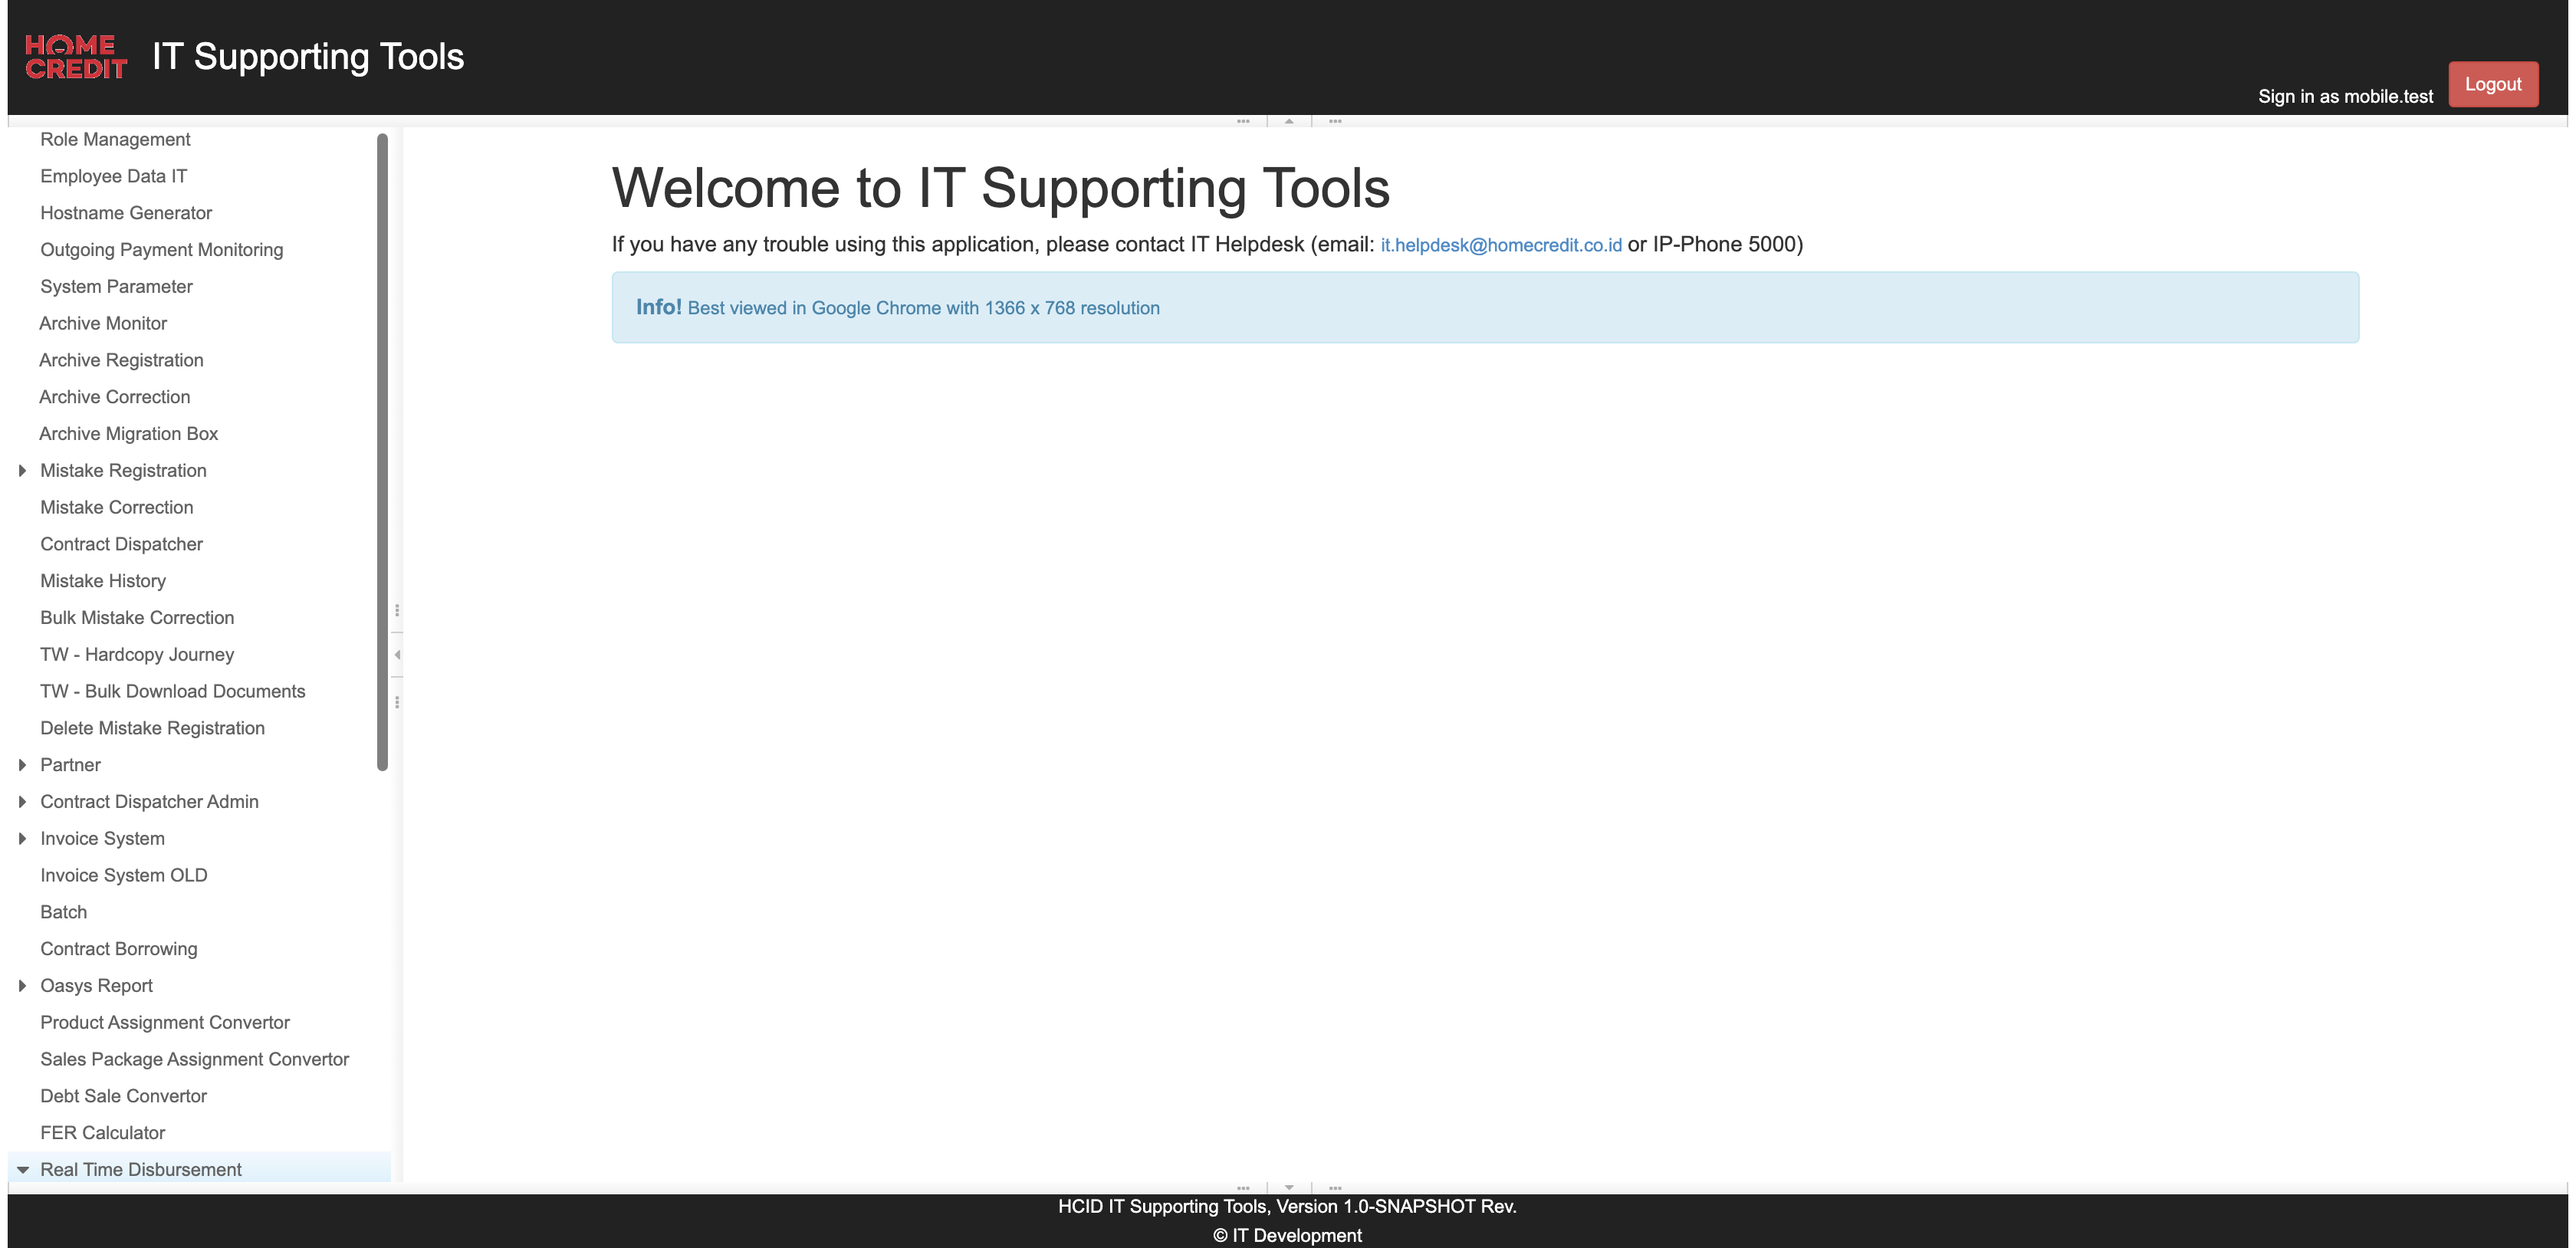 HOME
CREDIT
IT Supporting Tools
Sign in as mobile.test
Logout
Role Management
Employee Data IT
Hostname Generator
Outgoing Payment Monitoring
System Parameter
Archive Monitor
Archive Registration
Archive Correction
Archive Migration Box
Mistake Registration
Mistake Correction
Contract Dispatcher
Mistake History
Bulk Mistake Correction
TW - Hardcopy Journey
TW - Bulk Download Documents
Delete Mistake Registration
Partner
Contract Dispatcher Admin
Invoice System
Invoice System OLD
Batch
Contract Borrowing
Oasys Report
Product Assignment Convertor
Sales Package Assignment Convertor
Debt Sale Convertor
FER Calculator
Real Time Disbursement
Welcome to IT Supporting Tools
If you have any trouble using this application, please contact IT Helpdesk (email: it.helpdesk@homecredit.co.id or IP-Phone 5000)
Info! Best viewed in Google Chrome with 1366 x 768 resolution
HCID IT Supporting Tools, Version 1.0-SNAPSHOT Rev.
© IT Development